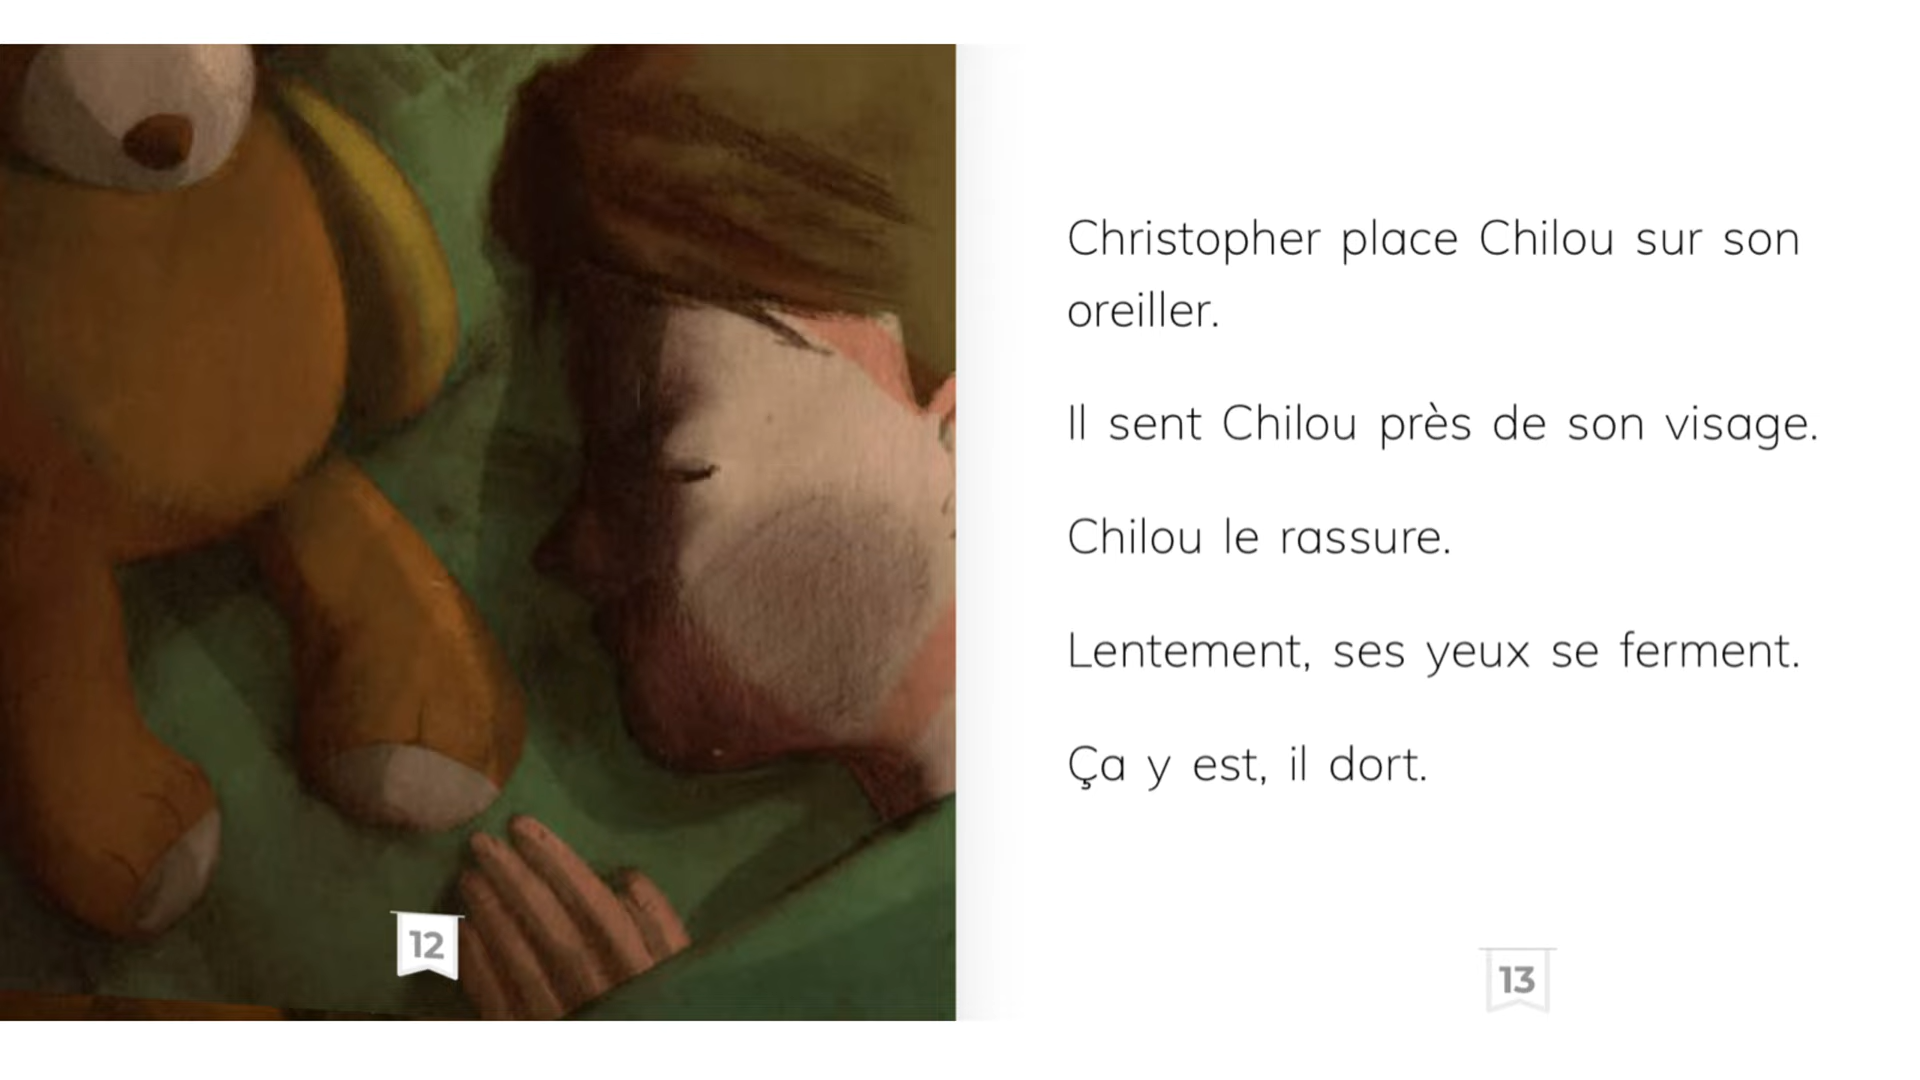 Christopher place Chilou sur son
oreiller.
Il sent Chilou près de son visage.
Chilou le rassure.
Lentement, ses yeux se ferment.
Ça y est, il dort.
12
13